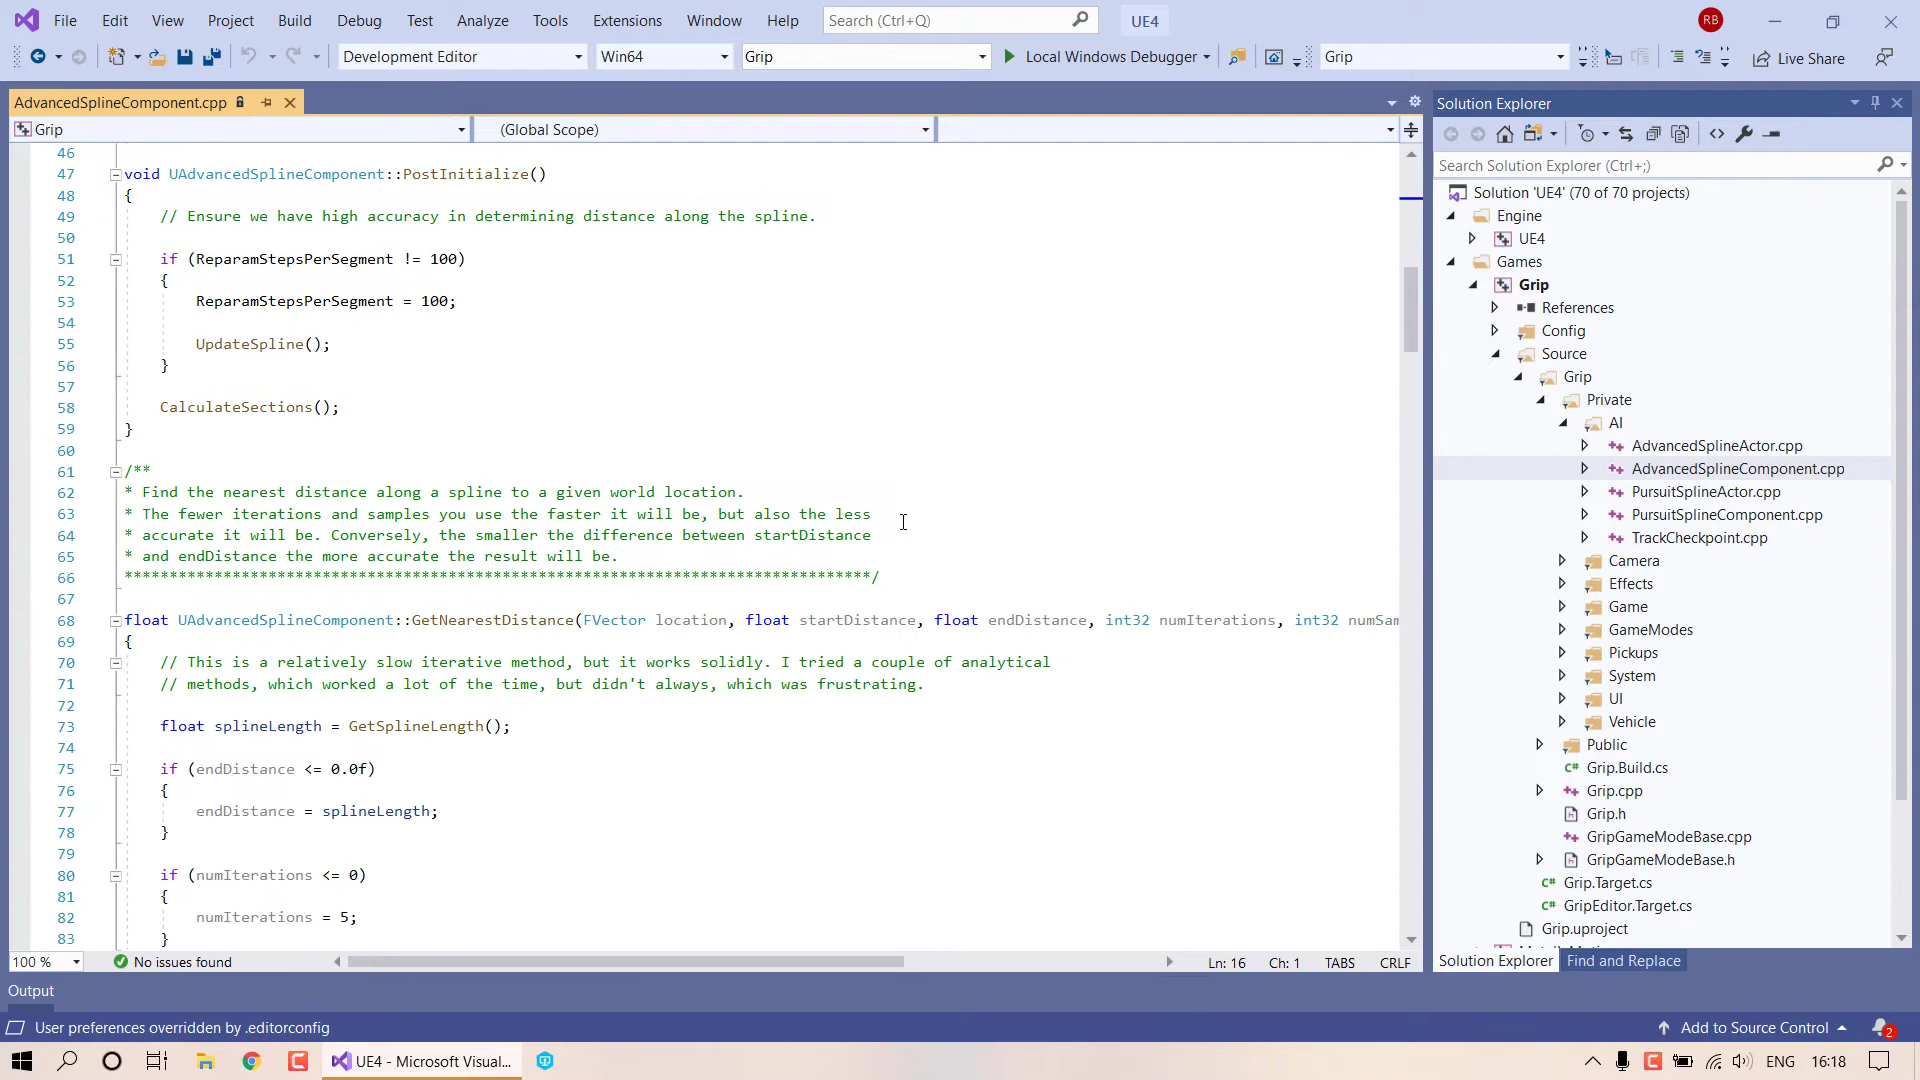 File Edit View Project Build Debug Test Analyze Tools Extensions Window Help Search (Ctrl+Q) UE4 RB
Development Editor Win64 Grip Local Windows Debugger Grip Live Share
AdvancedSplineComponent.cpp
Grip (Global Scope)
46
47 void UAdvancedSplineComponent::PostInitialize()
48 {
49 // Ensure we have high accuracy in determining distance along the spline.
50
51 if (ReparamStepsPerSegment != 100)
52 {
53 ReparamStepsPerSegment = 100;
54
55 UpdateSpline();
56 }
57
58 CalculateSections();
59 }
60
61 /**
62 * Find the nearest distance along a spline to a given world location.
63 * The fewer iterations and samples you use the faster it will be, but also the less
64 * accurate it will be. Conversely, the smaller the difference between startDistance
65 * and endDistance the more accurate the result will be.
66 ***********************************************************************************/
67
68 float UAdvancedSplineComponent::GetNearestDistance(FVector location, float startDistance, float endDistance, int32 numIterations, int32 numSam
69 {
70 // This is a relatively slow iterative method, but it works solidly. I tried a couple of analytical
71 // methods, which worked a lot of the time, but didn't always, which was frustrating.
72
73 float splineLength = GetSplineLength();
74
75 if (endDistance <= 0.0f)
76 {
77 endDistance = splineLength;
78 }
79
80 if (numIterations <= 0)
81 {
82 numIterations = 5;
83 }
100 % No issues found Ln: 16 Ch: 1 TABS CRLF
Solution Explorer
Search Solution Explorer (Ctrl+;)
Solution 'UE4' (70 of 70 projects)
Engine
UE4
Games
Grip
References
Config
Source
Grip
Private
AI
AdvancedSplineActor.cpp
AdvancedSplineComponent.cpp
PursuitSplineActor.cpp
PursuitSplineComponent.cpp
TrackCheckpoint.cpp
Camera
Effects
Game
GameModes
Pickups
System
UI
Vehicle
Public
Grip.Build.cs
Grip.cpp
Grip.h
GripGameModeBase.cpp
GripGameModeBase.h
Grip.Target.cs
GripEditor.Target.cs
Grip.uproject
Solution Explorer Find and Replace
Output
User preferences overridden by .editorconfig Add to Source Control 2
UE4 - Microsoft Visual... ENG 16:18